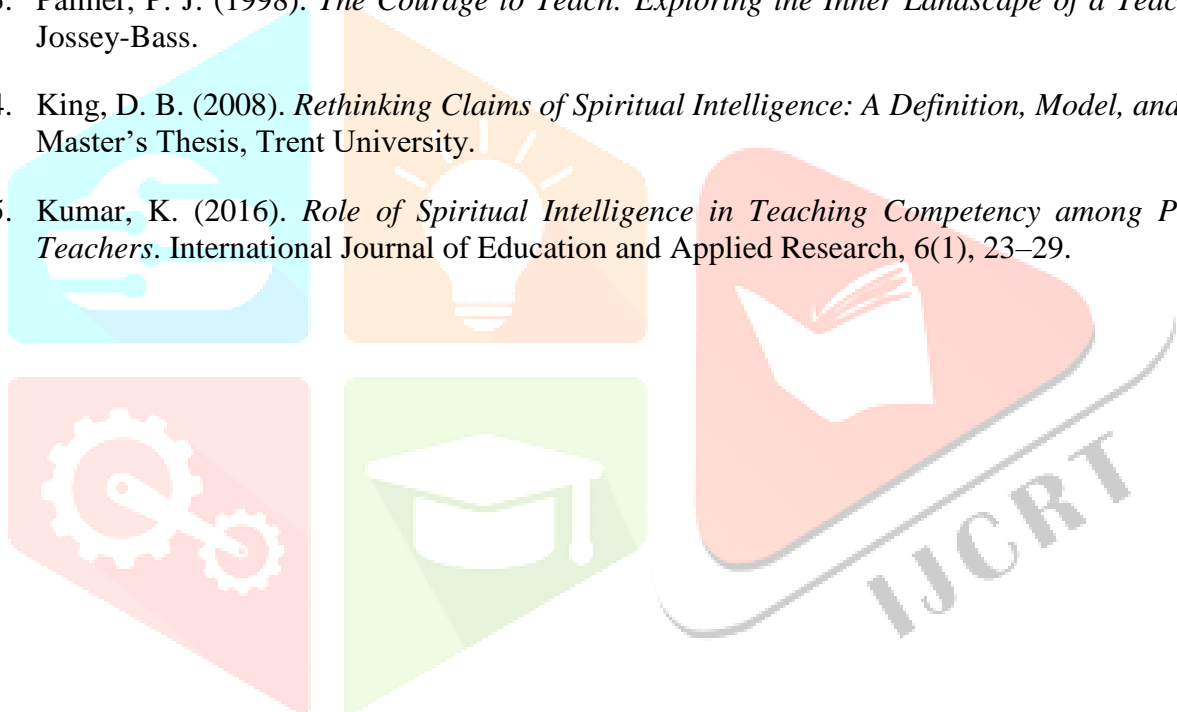 Palmer, P. J. (1998). The Courage to Teach: Exploring the Inner Landscape of a
Jossey-Bass.
4. King, D. B. (2008). Rethinking Claims of Spiritual Intelligence: A Definition, Model, and
Master’s Thesis, Trent University.
5. Kumar, K. (2016). Role of Spiritual Intelligence in Teaching Competency among
Teachers. International Journal of Education and Applied Research, 6(1), 23–29.
IJCRT